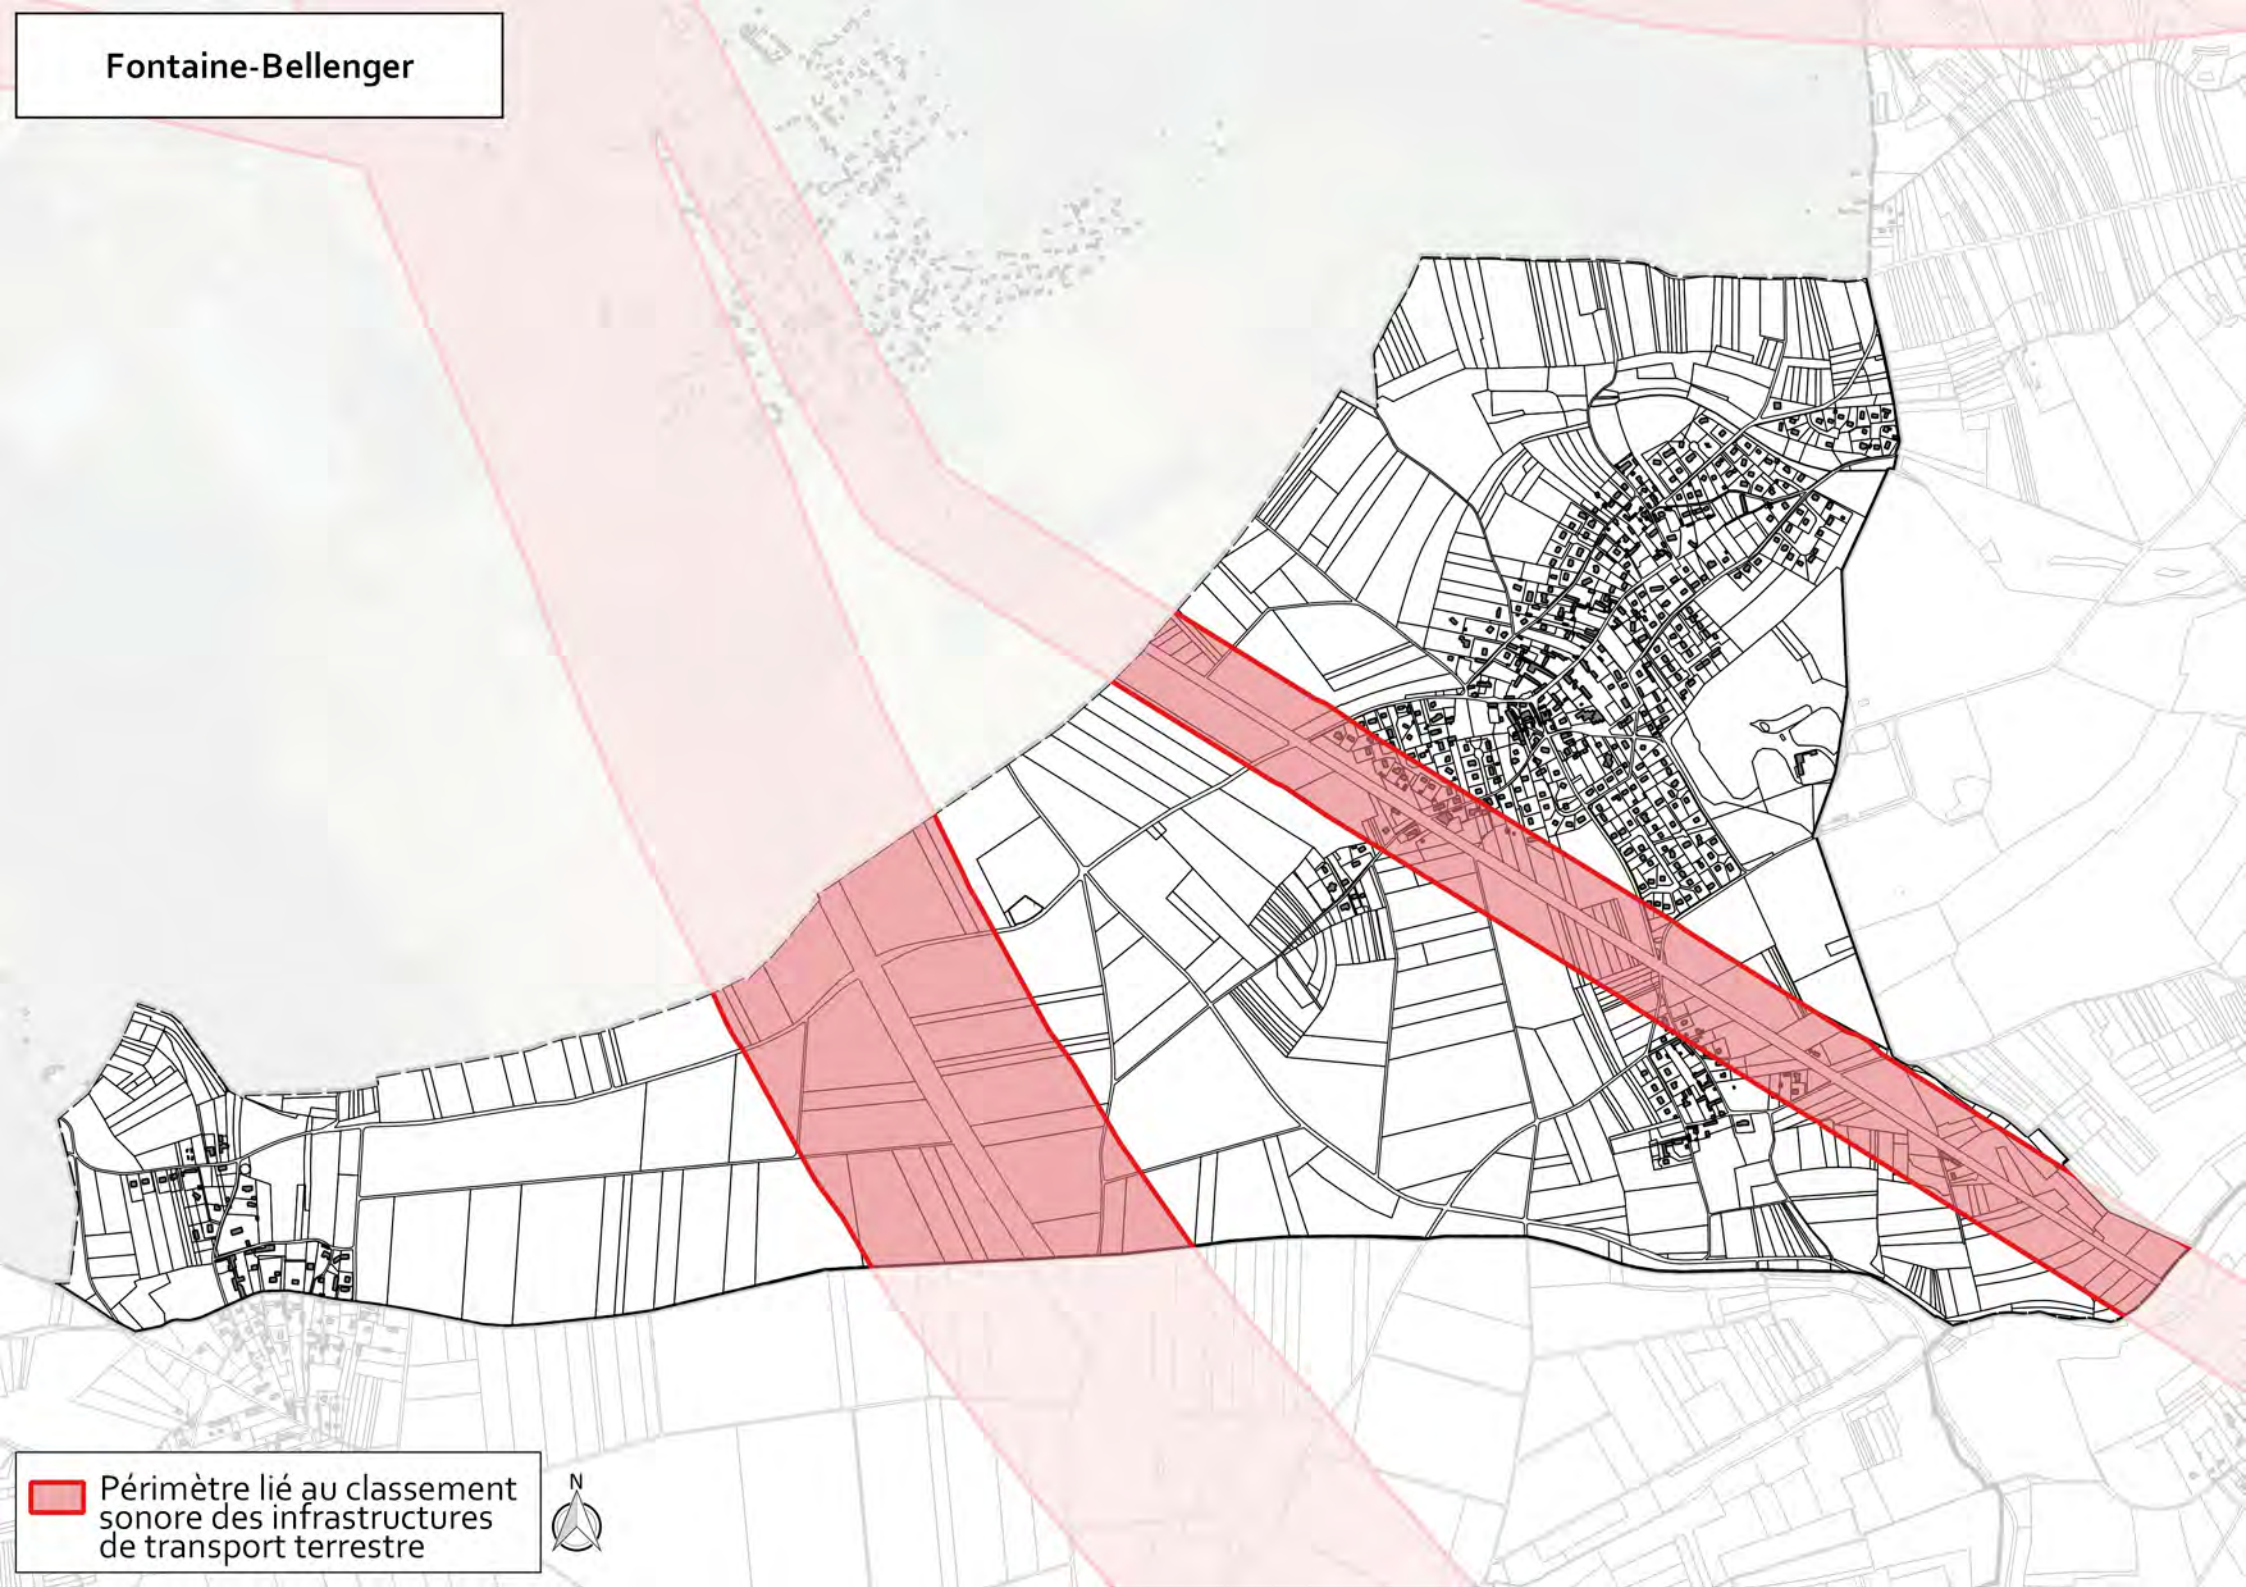 Fontaine-Bellenger
Périmètre lié au classement
sonore des infrastructures
de transport terrestre
N